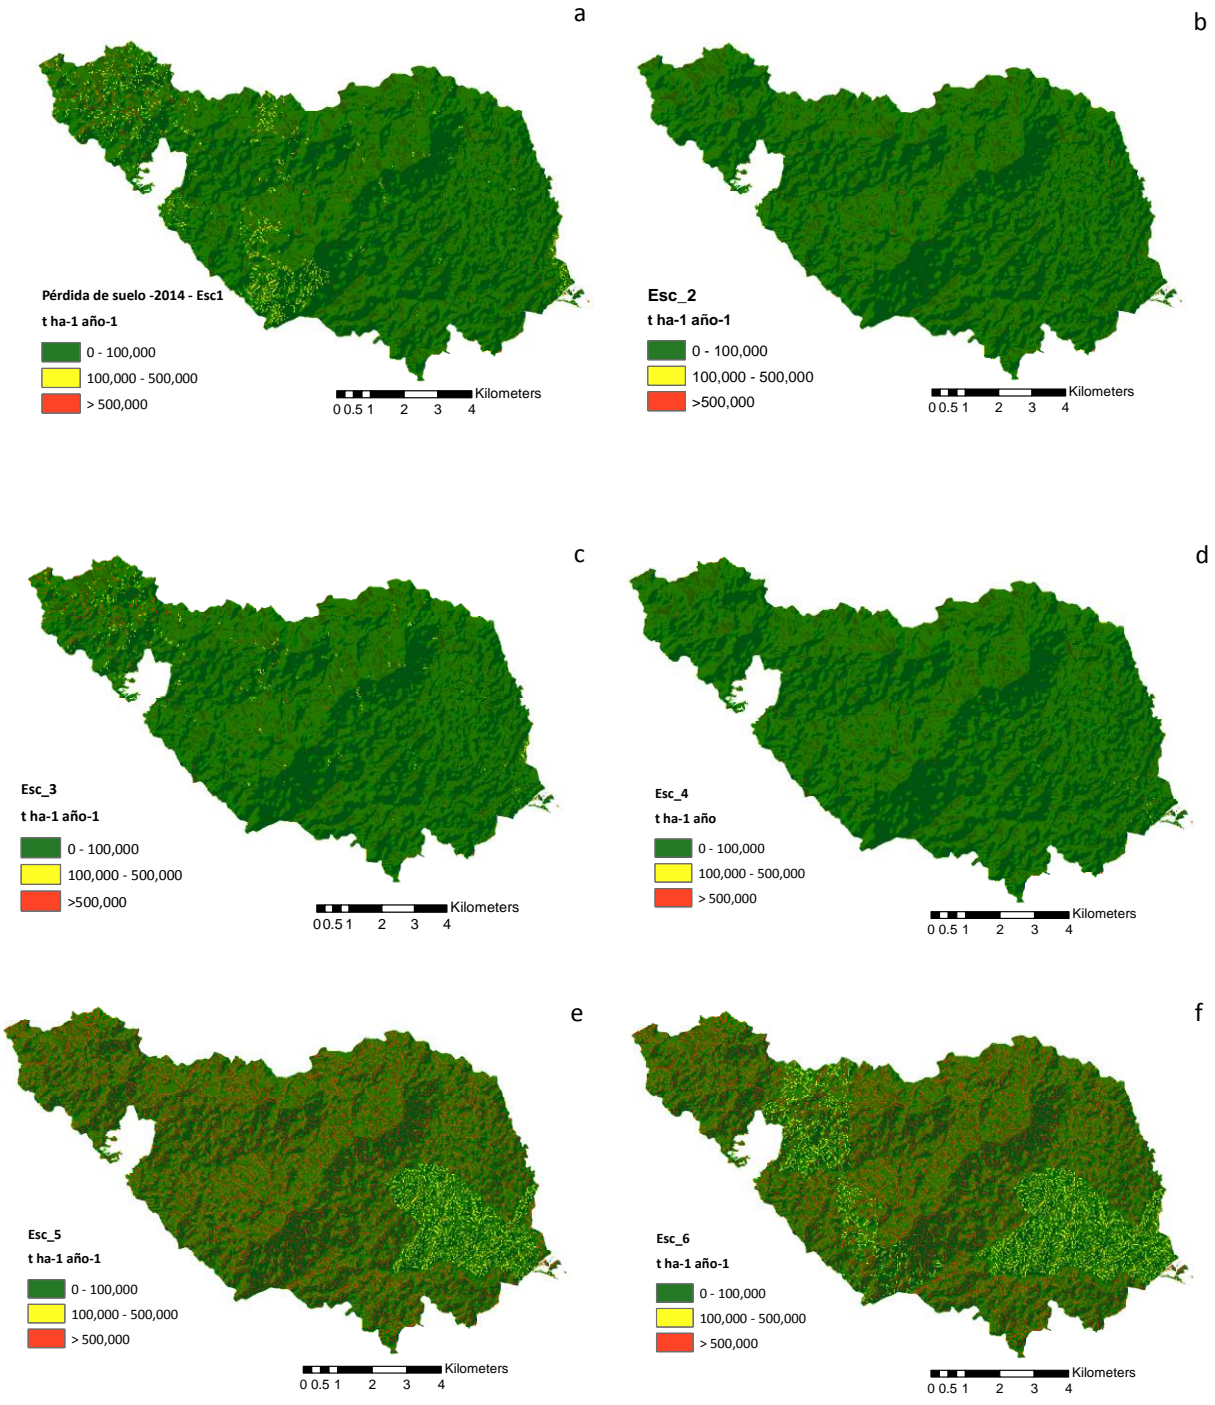 a
Pérdida de suelo -2014 - Esc1
t ha-1 año-1
0 - 100,000
100,000 - 500,000
> 500,000
Kilometers
0 0.5 1 2 3 4
b
Esc_2
t ha-1 año-1
0 - 100,000
100,000 - 500,000
>500,000
Kilometers
0 0.5 1 2 3 4
c
Esc_3
t ha-1 año-1
0 - 100,000
100,000 - 500,000
>500,000
Kilometers
0 0.5 1 2 3 4
d
Esc_4
t ha-1 año
0 - 100,000
100,000 - 500,000
> 500,000
Kilometers
0 0.5 1 2 3 4
e
Esc_5
t ha-1 año-1
0 - 100,000
100,000 - 500,000
> 500,000
Kilometers
0 0.5 1 2 3 4
f
Esc_6
t ha-1 año-1
0 - 100,000
100,000 - 500,000
> 500,000
Kilometers
0 0.5 1 2 3 4